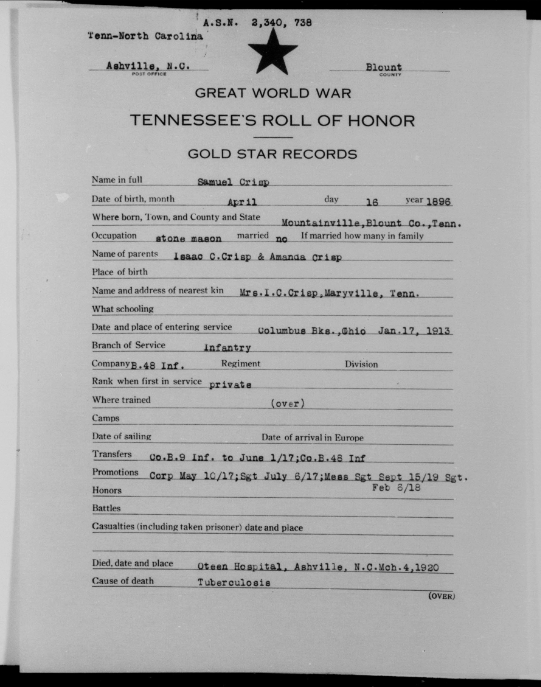 A.S.N. 2,340, 738
Tenn-North Carolina
Ashville, N.C. Blount
POST OFFICE COUNTY
GREAT WORLD WAR
TENNESSEE'S ROLL OF HONOR
GOLD STAR RECORDS
Name in full Samuel Crisp
Date of birth, month April day 16 year 1896
Where born, Town, and County and State Mountainville,Blount Co.,Tenn.
Occupation stone mason married no If married how many in family
Name of parents Isaac C.Crisp & Amanda Crisp
Place of birth
Name and address of nearest kin Mrs.I.C.Crisp,Maryville, Tenn.
What schooling
Date and place of entering service Columbus Bks.,Ohio Jan.17, 1913
Branch of Service Infantry
Company B.48 Inf. Regiment Division
Rank when first in service private
Where trained (over)
Camps
Date of sailing Date of arrival in Europe
Transfers Co.B.9 Inf. to June 1/17;Co.B.48 Inf
Promotions Corp May 10/17;Sgt July 6/17;Mess Sgt Sept 15/19 Sgt.
Honors Feb 8/18
Battles
Casualties (including taken prisoner) date and place
Died, date and place Oteen Hospital, Ashville, N.C.Mch.4,1920
Cause of death Tuberculosis
(OVER)